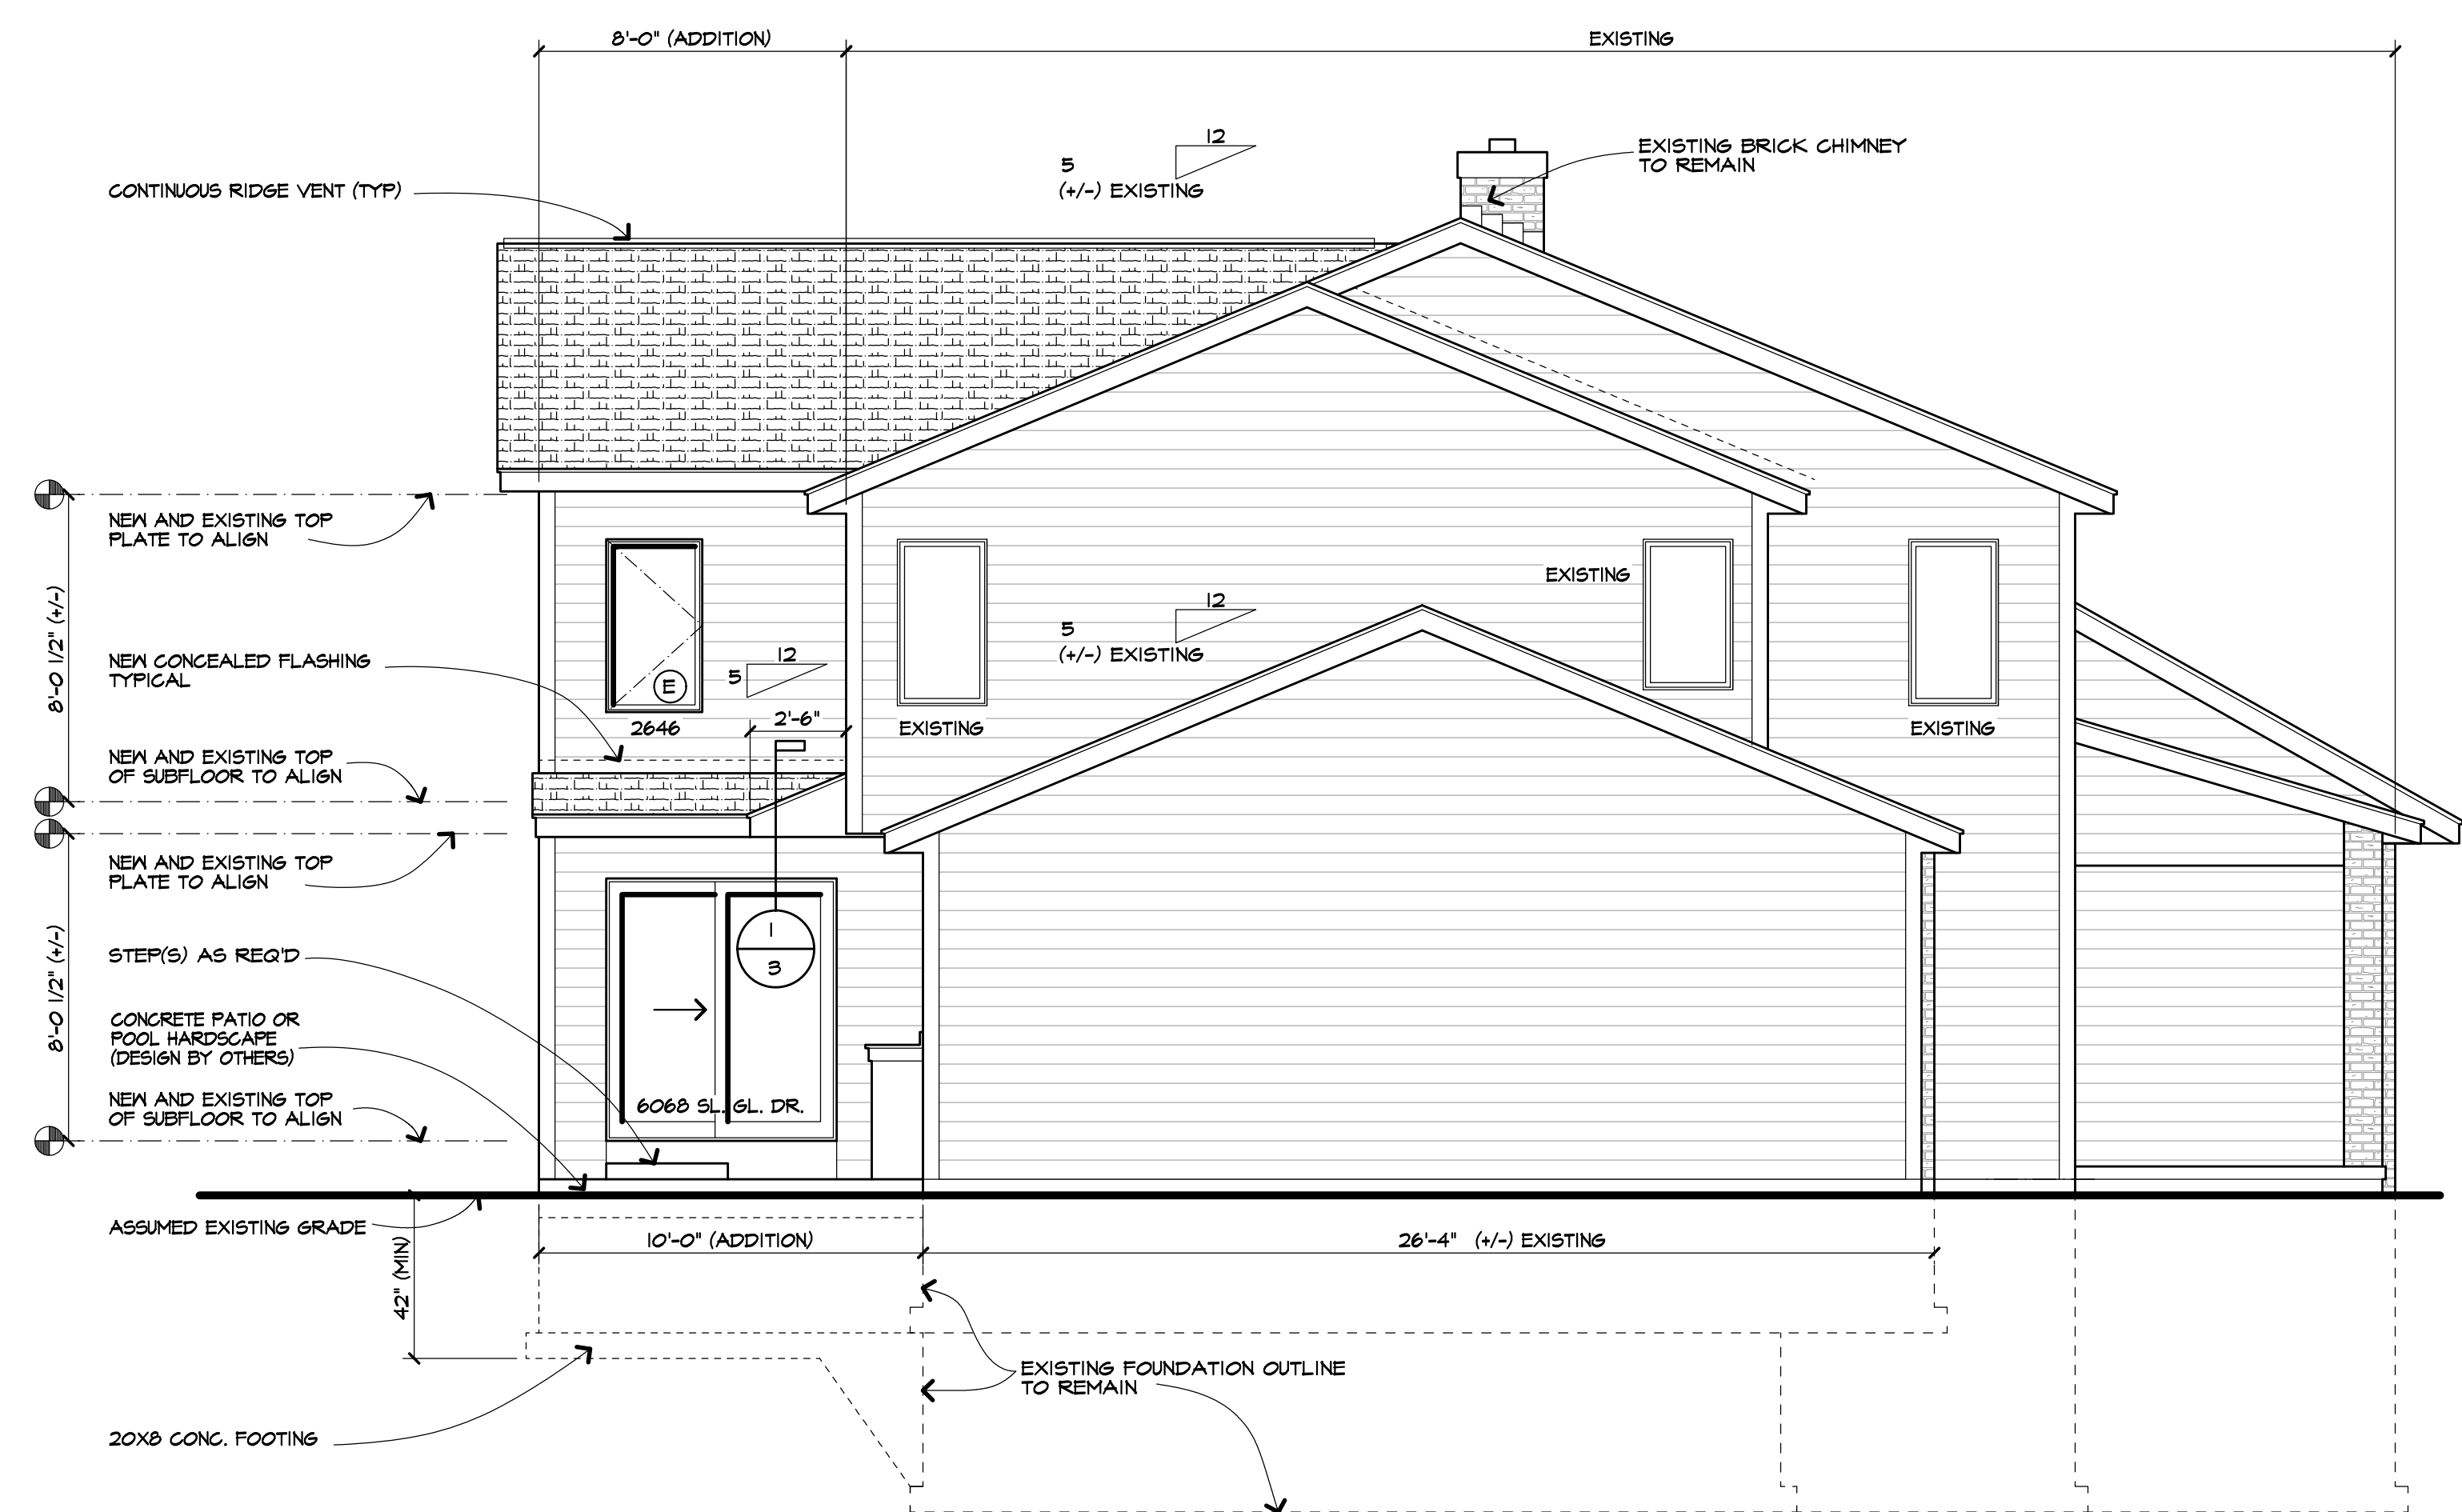 8'-0" (ADDITION)
EXISTING
12
5
(+/-) EXISTING
EXISTING BRICK CHIMNEY
TO REMAIN
CONTINUOUS RIDGE VENT (TYP)
NEW AND EXISTING TOP
PLATE TO ALIGN
8'-0 1/2" (+/-)
EXISTING
12
5
(+/-) EXISTING
NEW CONCEALED FLASHING
TYPICAL
12
5
E
2646
2'-6"
EXISTING
EXISTING
NEW AND EXISTING TOP
OF SUBFLOOR TO ALIGN
NEW AND EXISTING TOP
PLATE TO ALIGN
8'-0 1/2" (+/-)
1
3
STEP(S) AS REQ'D
CONCRETE PATIO OR
POOL HARDSCAPE
(DESIGN BY OTHERS)
6068 SL. GL. DR.
NEW AND EXISTING TOP
OF SUBFLOOR TO ALIGN
ASSUMED EXISTING GRADE
42" (MIN)
10'-0" (ADDITION)
26'-4" (+/-) EXISTING
EXISTING FOUNDATION OUTLINE
TO REMAIN
20X8 CONC. FOOTING